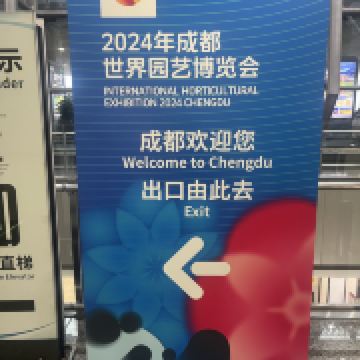 2024年成都
世界园艺博览会
INTERNATIONAL HORTICULTURAL
EXHIBITION 2024 CHENGDU
成都欢迎您
Welcome to Chengdu
出口由此去
Exit
示
直梯